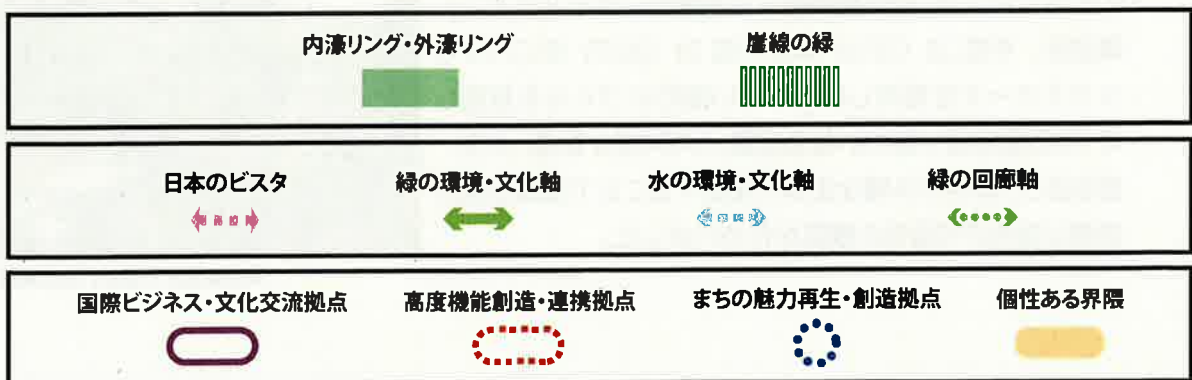 内濠リング・外濠リング 崖線の緑
日本のビスタ 緑の環境・文化軸 水の環境・文化軸 緑の回廊軸
国際ビジネス・文化交流拠点 高度機能創造・連携拠点 まちの魅力再生・創造拠点 個性ある界隈